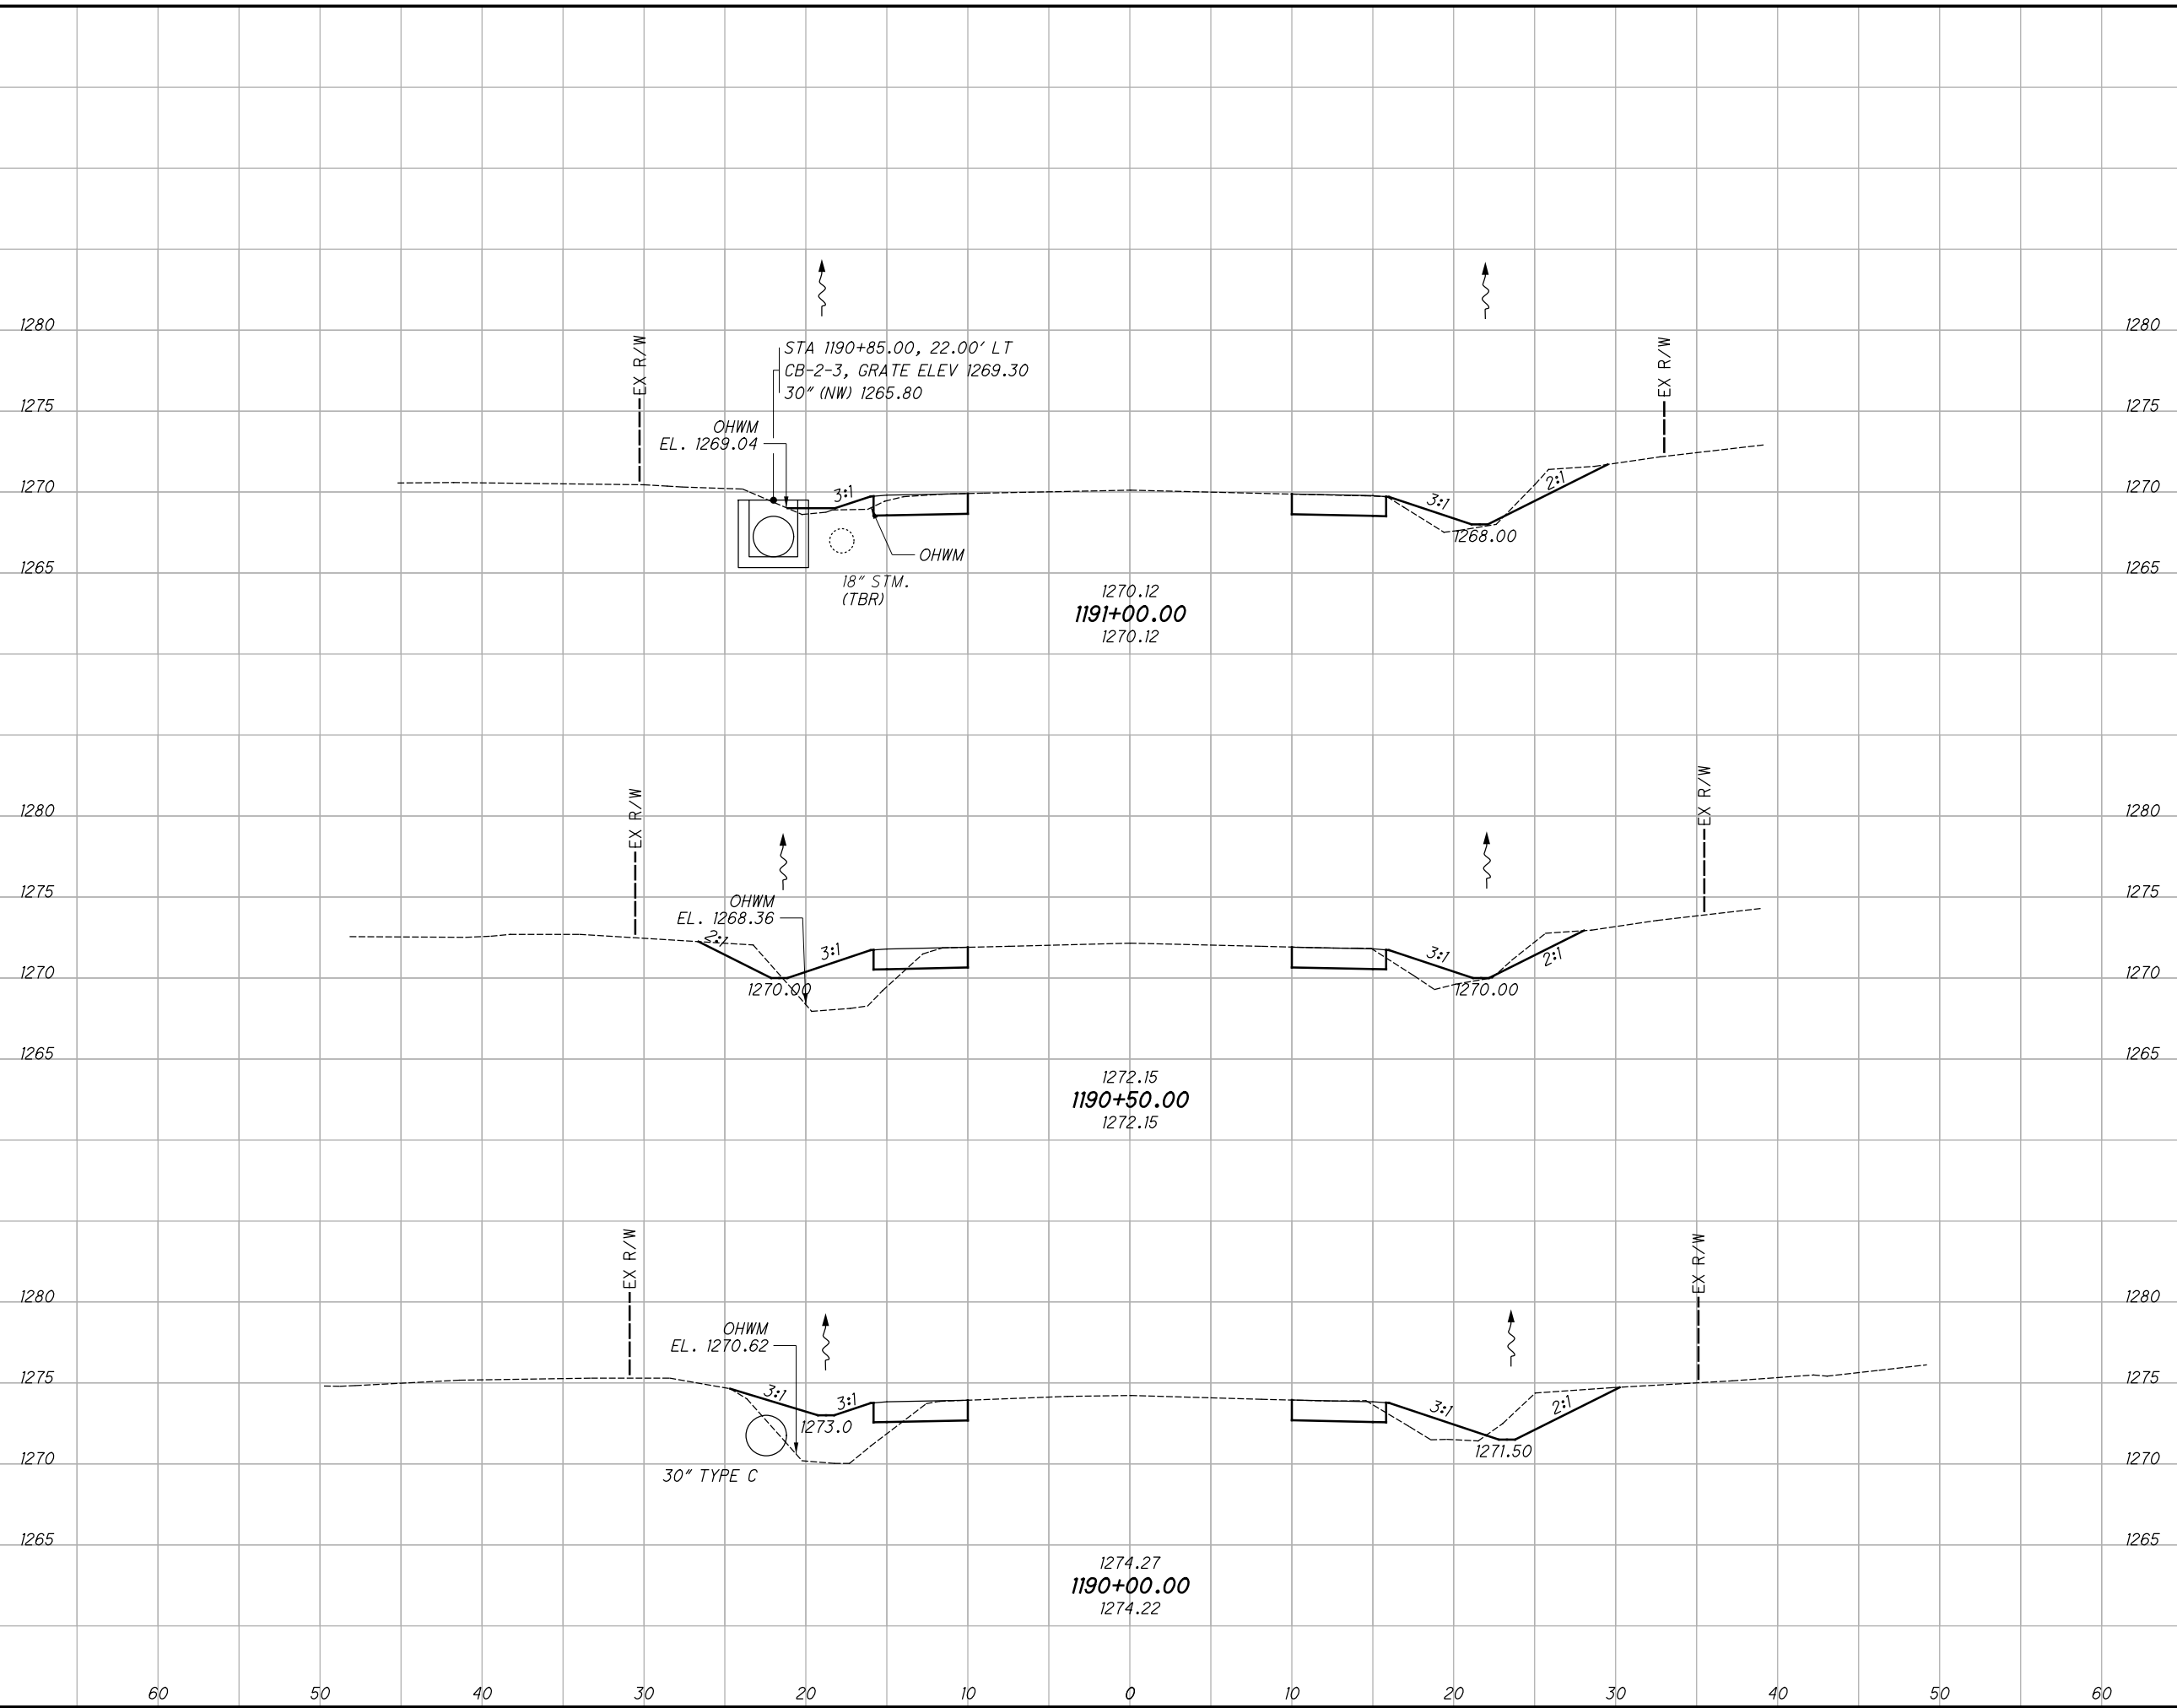 1280 1280
EX R/W
EX R/W
STA 1190+85.00, 22.00' LT
CB-2-3, GRATE ELEV 1269.30
30" (NW) 1265.80
1275 1275
OHWM
EL. 1269.04
1270 3:1 3:1 2:1 1270
1268.00
OHWM
1265 1265
18" STM.
(TBR)
1270.12
1191+00.00
1270.12
EX R/W
EX R/W
1280 1280
1275 1275
OHWM
EL. 1268.36
2:1 3:1 3:1 2:1
1270 1270
1270.00 1270.00
1265 1265
1272.15
1190+50.00
1272.15
EX R/W
EX R/W
1280 1280
OHWM
EL. 1270.62
1275 1275
3:1 3:1 3:1 2:1
1273.0
1271.50
1270 1270
30" TYPE C
1265 1265
1274.27
1190+00.00
1274.22
60 50 40 30 20 10 0 10 20 30 40 50 60